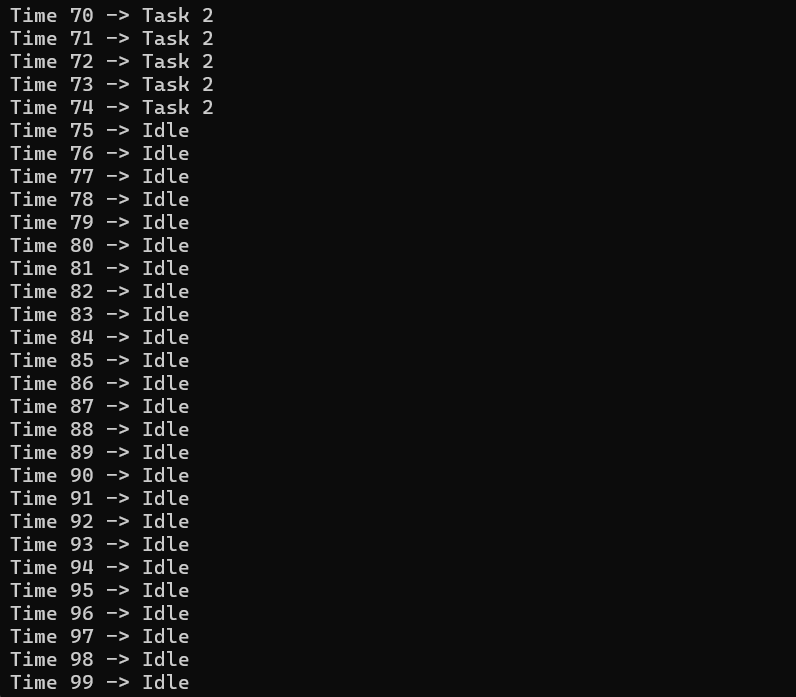 Time 70 -> Task 2
Time 71 -> Task 2
Time 72 -> Task 2
Time 73 -> Task 2
Time 74 -> Task 2
Time 75 -> Idle
Time 76 -> Idle
Time 77 -> Idle
Time 78 -> Idle
Time 79 -> Idle
Time 80 -> Idle
Time 81 -> Idle
Time 82 -> Idle
Time 83 -> Idle
Time 84 -> Idle
Time 85 -> Idle
Time 86 -> Idle
Time 87 -> Idle
Time 88 -> Idle
Time 89 -> Idle
Time 90 -> Idle
Time 91 -> Idle
Time 92 -> Idle
Time 93 -> Idle
Time 94 -> Idle
Time 95 -> Idle
Time 96 -> Idle
Time 97 -> Idle
Time 98 -> Idle
Time 99 -> Idle